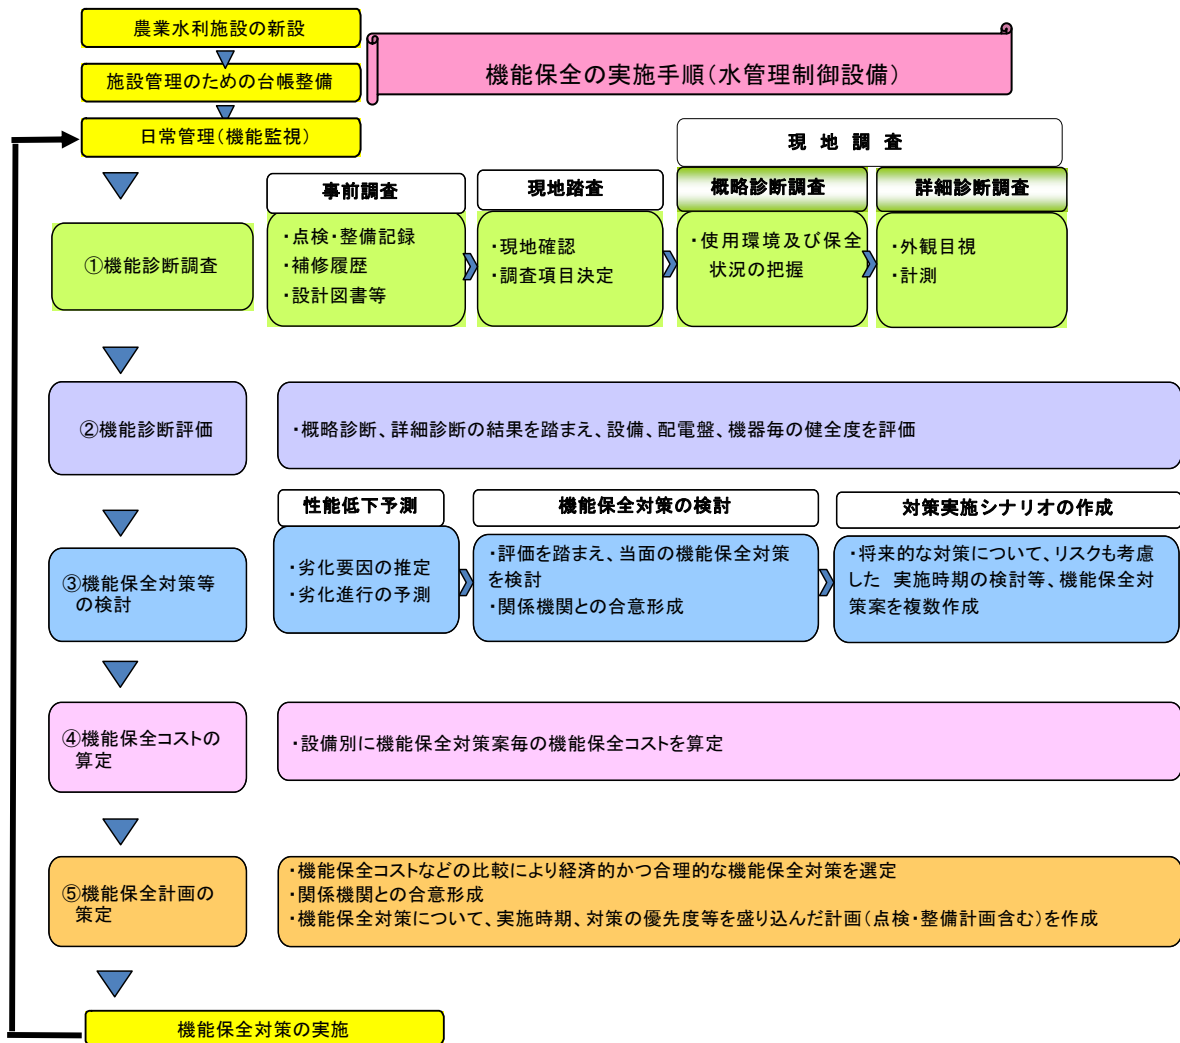 農業水利施設の新設
機能保全の実施手順(水管理制御設備)
施設管理のための台帳整備
日常管理(機能監視)
現 地 調 査
事前調査
現地踏査
概略診断調査
詳細診断調査
①機能診断調査
・点検・整備記録
・補修履歴
・設計図書等
・現地確認
・調査項目決定
・使用環境及び保全
状況の把握
・外観目視
・計測
②機能診断評価
・概略診断、詳細診断の結果を踏まえ、設備、配電盤、機器毎の健全度を評価
性能低下予測
機能保全対策の検討
対策実施シナリオの作成
③機能保全対策等
の検討
・劣化要因の推定
・劣化進行の予測
・評価を踏まえ、当面の機能保全対策
を検討
・関係機関との合意形成
・将来的な対策について、リスクも考慮
した 実施時期の検討等、機能保全対
策案を複数作成
④機能保全コストの
算定
・設備別に機能保全対策案毎の機能保全コストを算定
⑤機能保全計画の
策定
・機能保全コストなどの比較により経済的かつ合理的な機能保全対策を選定
・関係機関との合意形成
・機能保全対策について、実施時期、対策の優先度等を盛り込んだ計画(点検・整備計画含む)を作成
機能保全対策の実施